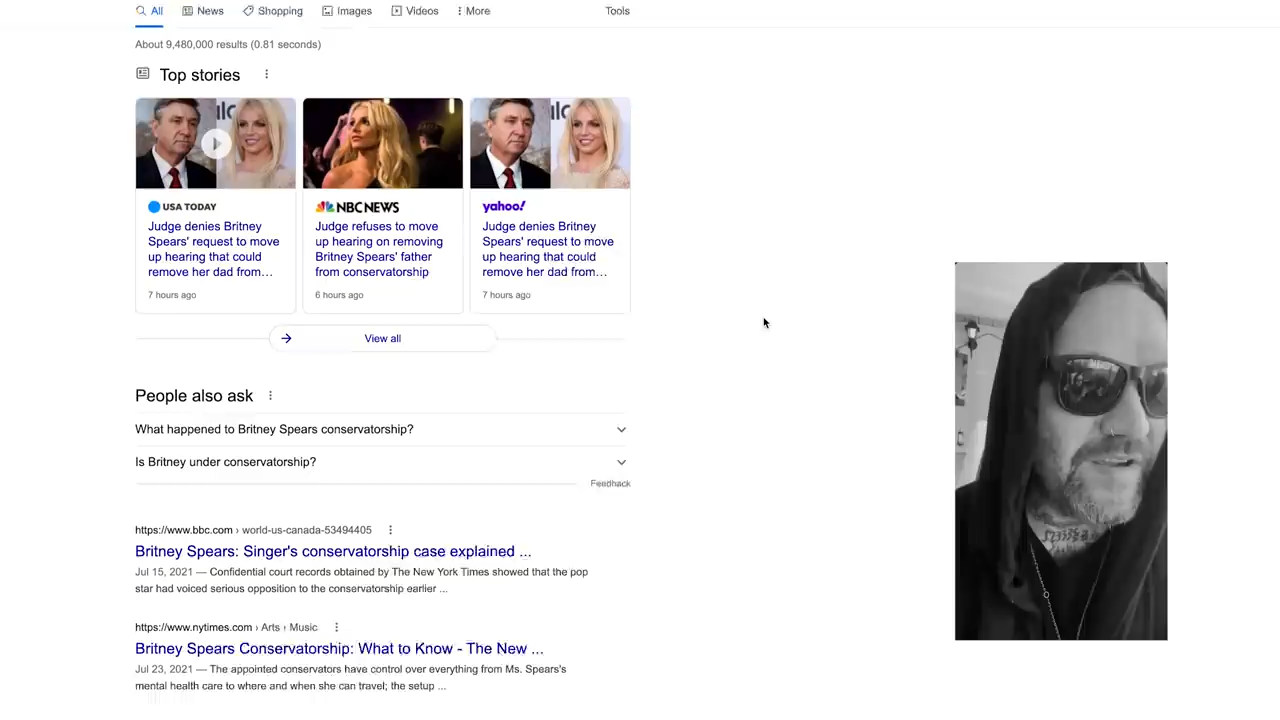 All News Shopping Images Videos More Tools
About 9,480,000 results (0.81 seconds)
Top stories
USA TODAY
Judge denies Britney
Spears' request to move
up hearing that could
remove her dad from…
7 hours ago
NBC NEWS
Judge refuses to move
up hearing on removing
Britney Spears' father
from conservatorship
6 hours ago
yahoo!
Judge denies Britney
Spears' request to move
up hearing that could
remove her dad from…
7 hours ago
View all
People also ask
What happened to Britney Spears conservatorship?
Is Britney under conservatorship?
Feedback
https://www.bbc.com › world-us-canada-53494405
Britney Spears: Singer's conservatorship case explained ...
Jul 15, 2021 — Confidential court records obtained by The New York Times showed that the pop
star had voiced serious opposition to the conservatorship earlier ...
https://www.nytimes.com › Arts › Music
Britney Spears Conservatorship: What to Know - The New ...
Jul 23, 2021 — The appointed conservators have control over everything from Ms. Spears's
mental health care to where and when she can travel; the setup ...